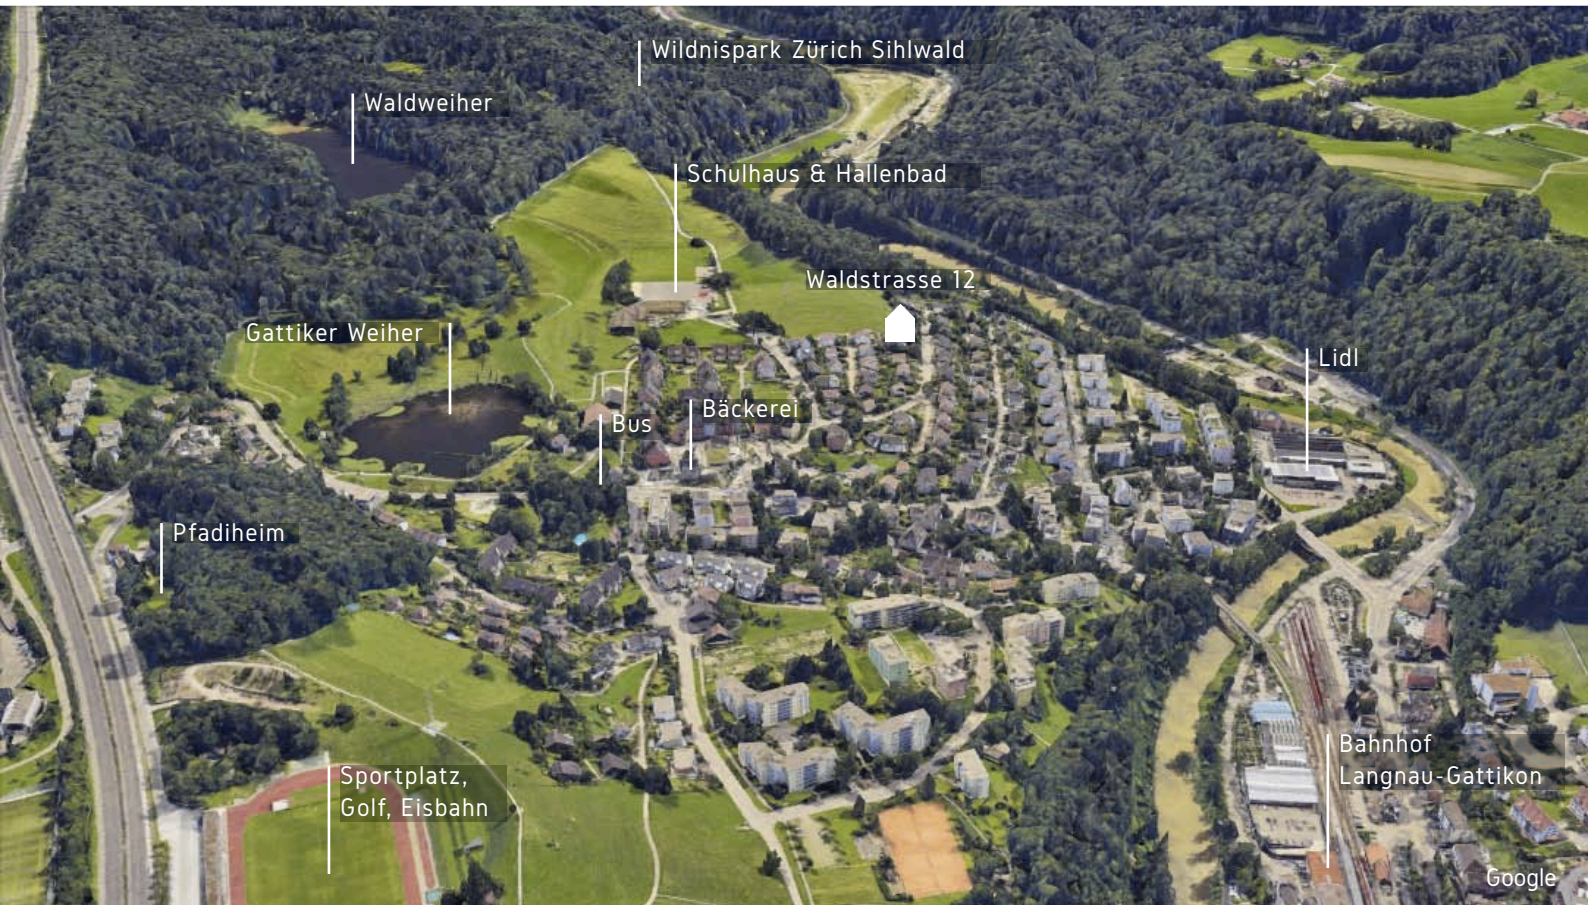 Wildnispark Zürich Sihlwald
Waldweiher
Schulhaus & Hallenbad
Waldstrasse 12
Gattiker Weiher
Lidl
Bäckerei
Bus
Pfadiheim
Bahnhof
Langnau-Gattikon
Sportplatz,
Golf, Eisbahn
Google